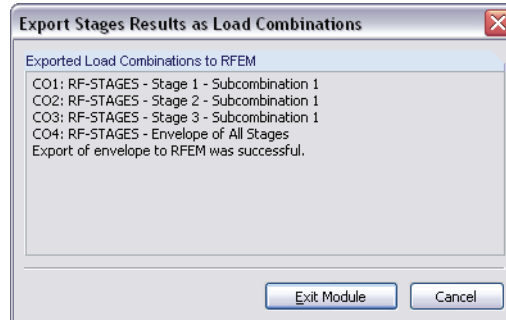 Export Stages Results as Load Combinations
Exported Load Combinations to RFEM
CO1: RF-STAGES - Stage 1 - Subcombination 1
CO2: RF-STAGES - Stage 2 - Subcombination 1
CO3: RF-STAGES - Stage 3 - Subcombination 1
CO4: RF-STAGES - Envelope of All Stages
Export of envelope to RFEM was successful.
Exit Module
Cancel